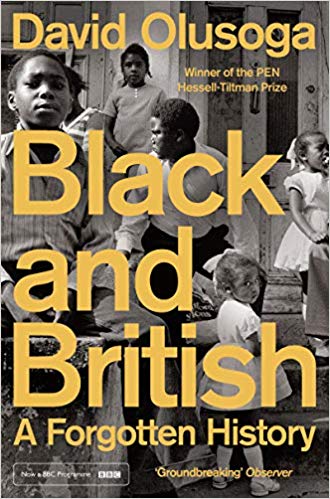 David Olusoga
Winner of the PEN
Hessell-Tiltman Prize
Black
and
British
A Forgotten History
Now a BBC Programme BBC
'Groundbreaking' Observer